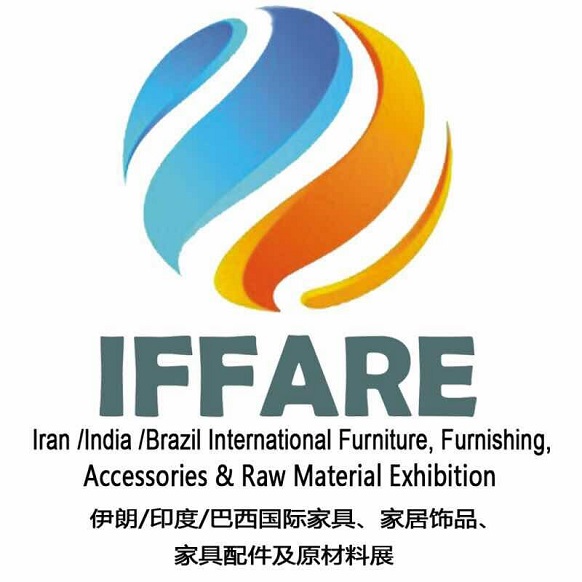 IFFARE
Iran /India /Brazil International Furniture, Furnishing,
Accessories & Raw Material Exhibition
伊朗/印度/巴西国际家具、家居饰品、
家具配件及原材料展